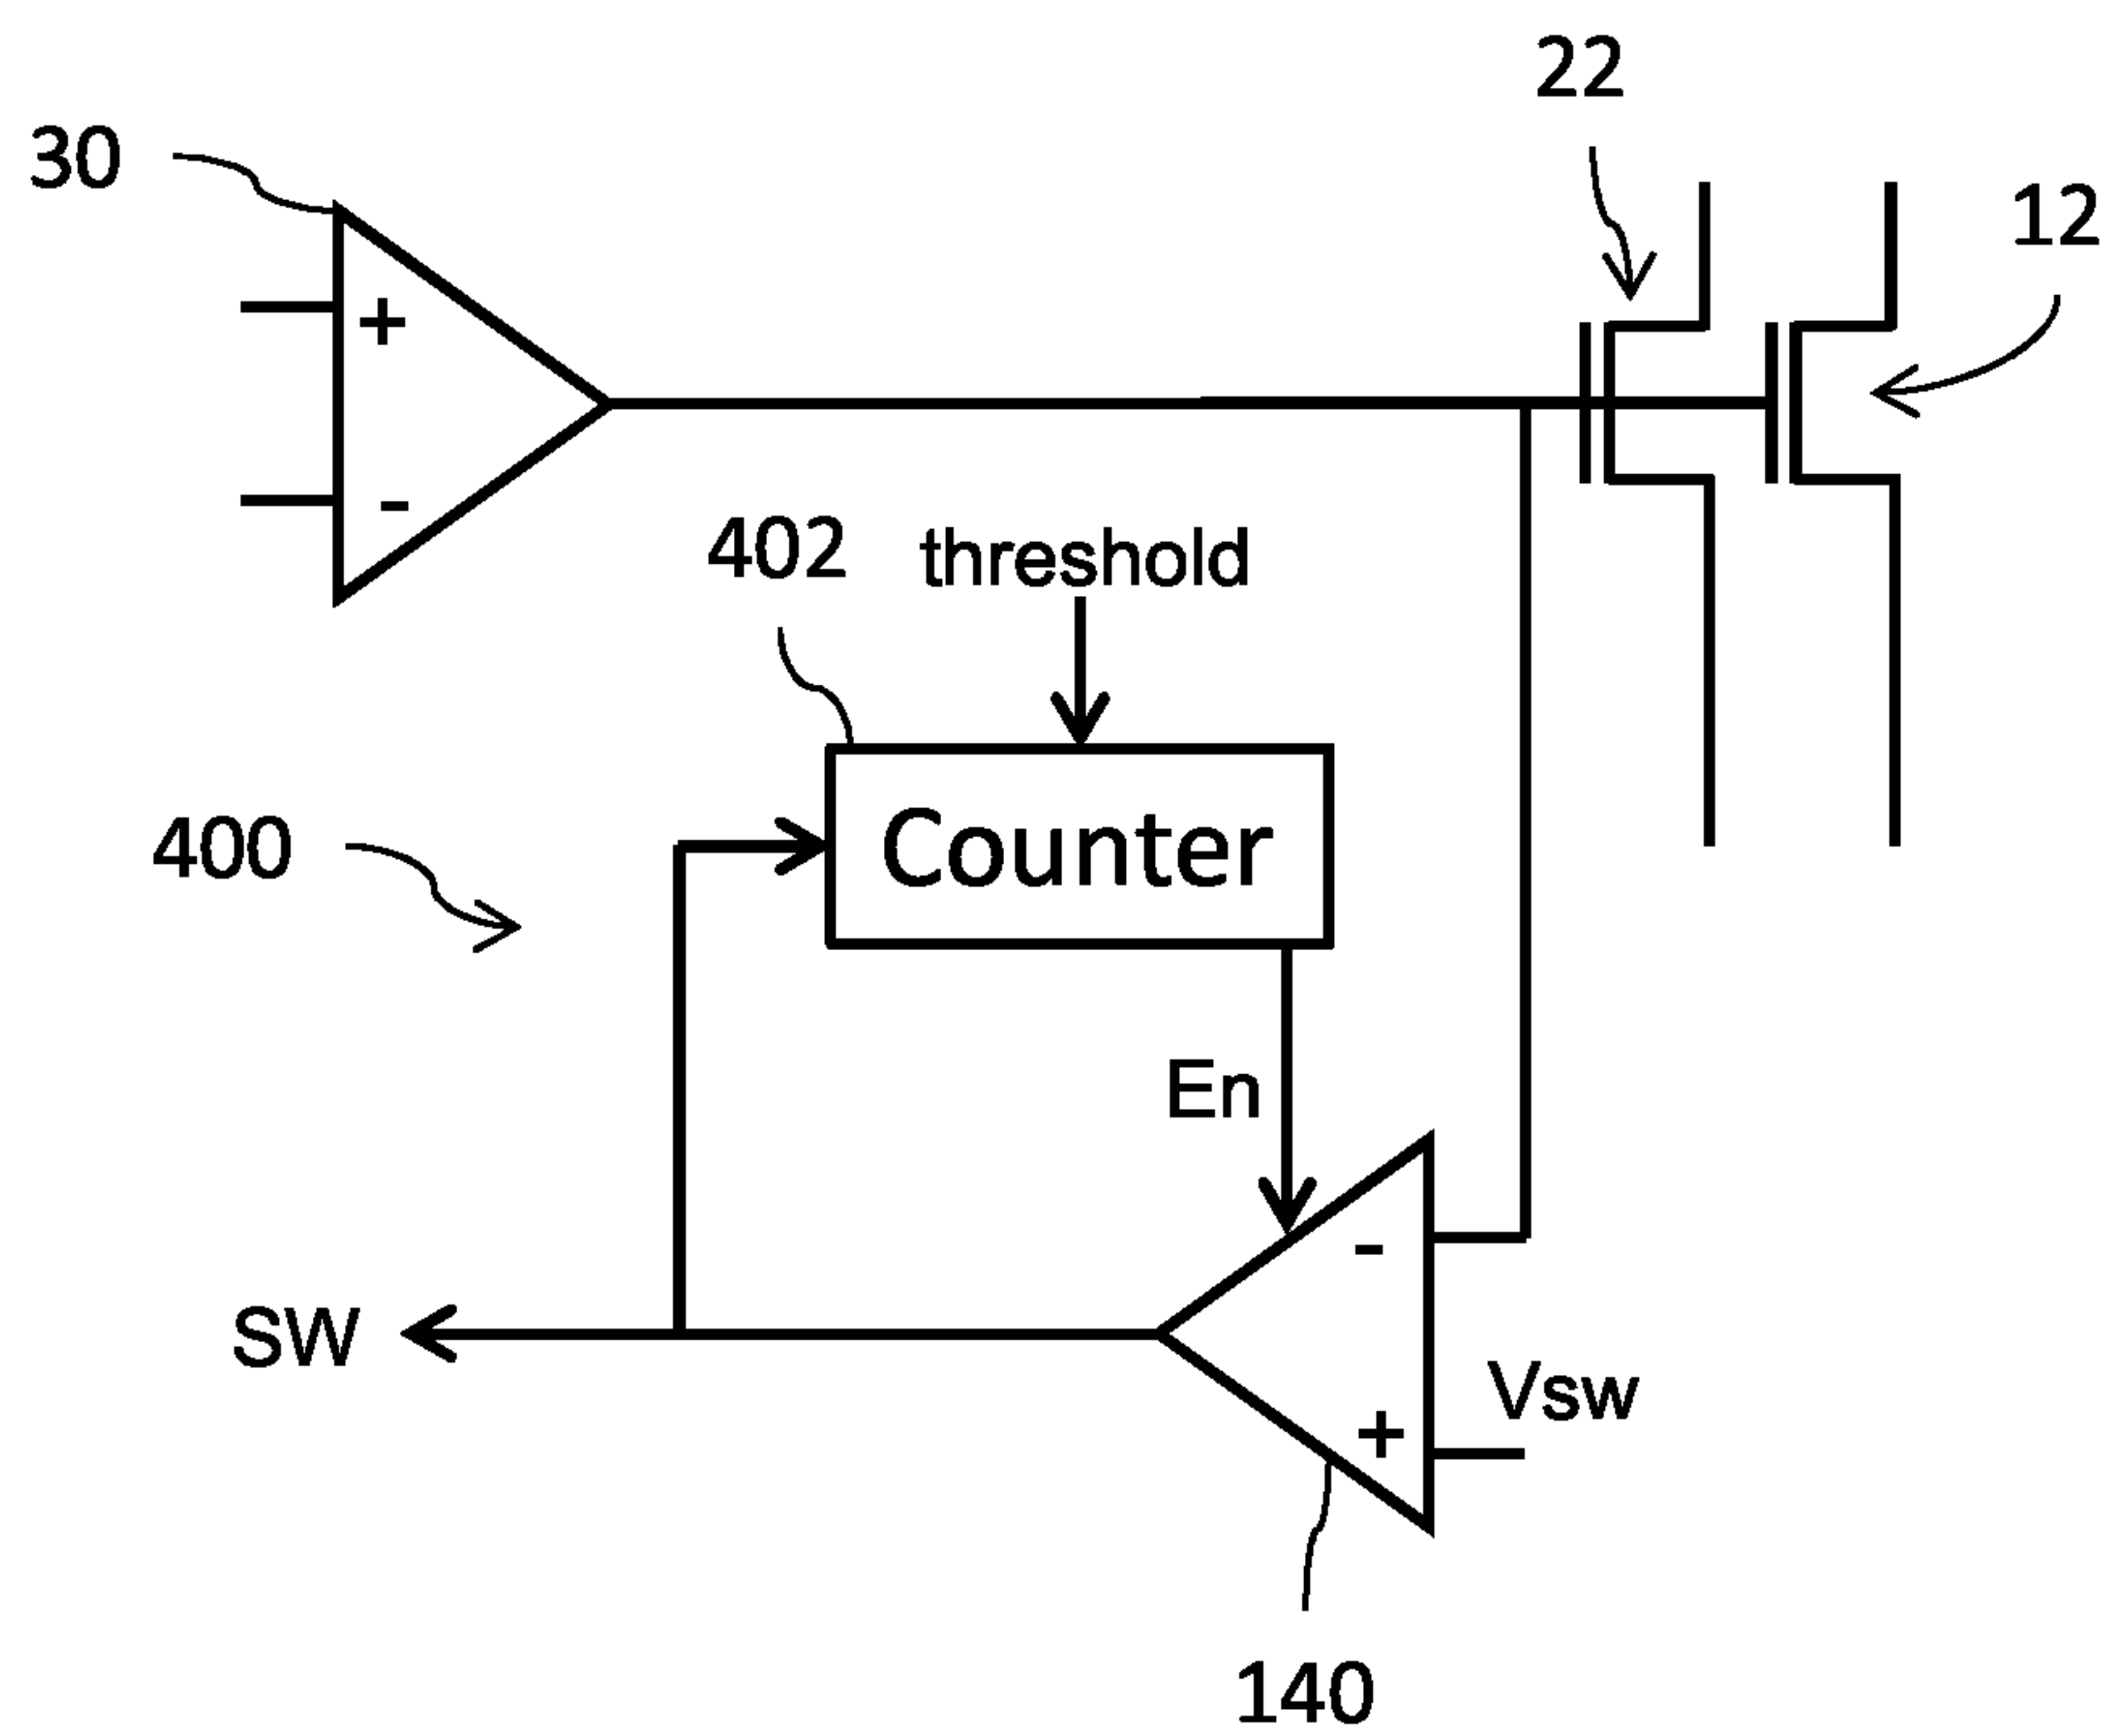 22
30
12
+
-
402
threshold
400
Counter
En
-
SW
Vsw
+
140